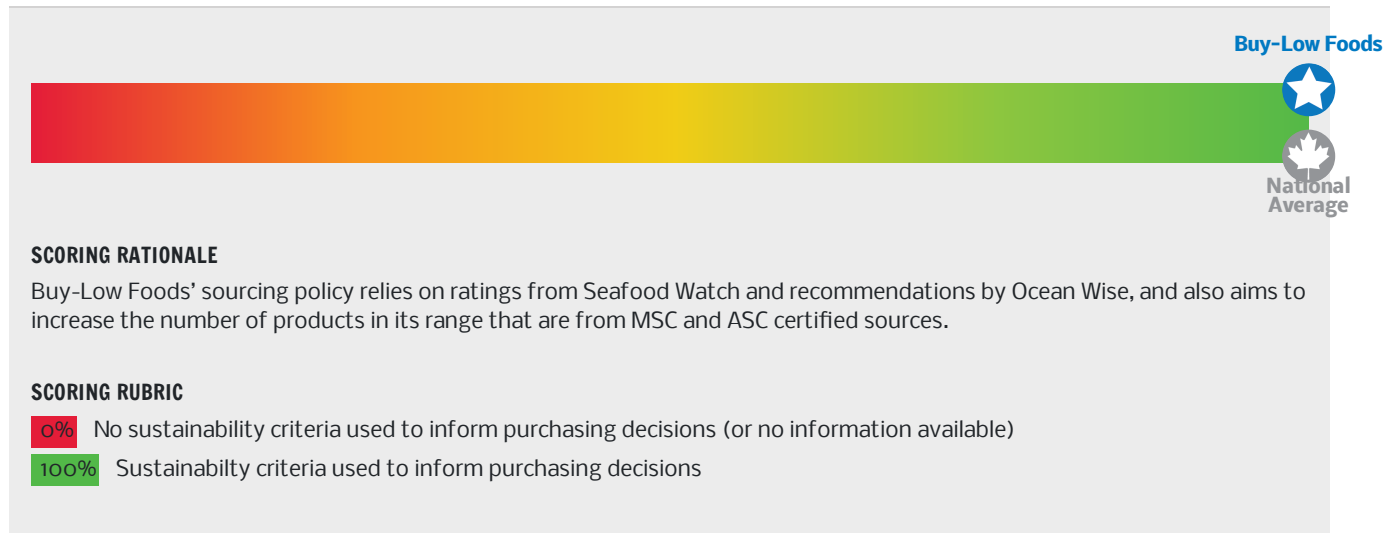 Buy-Low Foods
National
Average
SCORING RATIONALE
Buy-Low Foods’ sourcing policy relies on ratings from Seafood Watch and recommendations by Ocean Wise, and also aims to
increase the number of products in its range that are from MSC and ASC certified sources.
SCORING RUBRIC
0% No sustainability criteria used to inform purchasing decisions (or no information available)
100% Sustainabilty criteria used to inform purchasing decisions